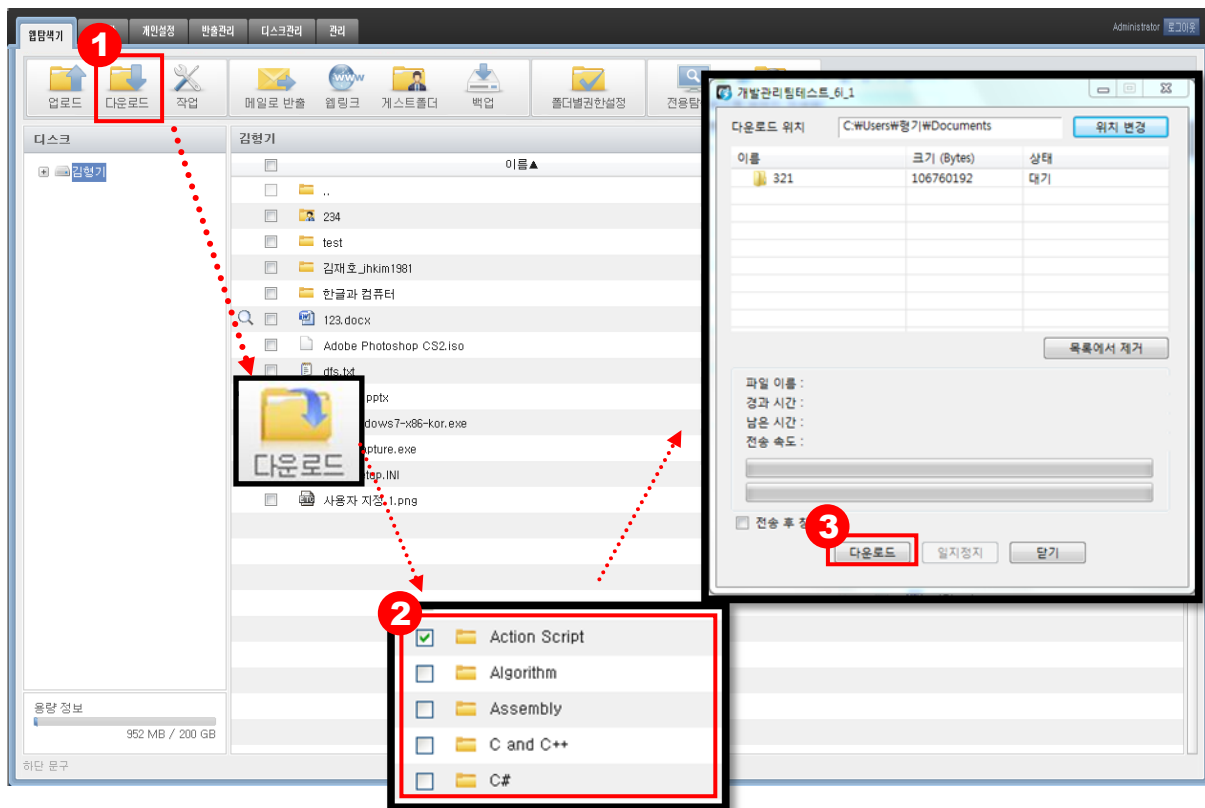 웹탐색기
개인설정
반출관리
디스크관리
관리
Administrator 로그아웃
1
업로드
다운로드
작업
메일로 반출
웹링크
게스트폴더
백업
폴더별권한설정
디스크
김형기
김형기
이름▲
..
234
test
김재호_jhkim1981
한글과 컴퓨터
123.docx
Adobe Photoshop CS2.iso
dfs.txt
pptx
dows7-x86-kor.exe
pture.exe
top.INI
사용자 지정 1.png
다운로드
2
Action Script
Algorithm
Assembly
C and C++
C#
개발관리팀테스트_6i_1
다운로드 위치 C:₩Users₩형기₩Documents 위치 변경
이름 크기 (Bytes) 상태
321 106760192 대기
목록에서 제거
파일 이름 :
경과 시간 :
남은 시간 :
전송 속도 :
전송 후
3
다운로드 일지정지 닫기
용량 정보
952 MB / 200 GB
하단 문구